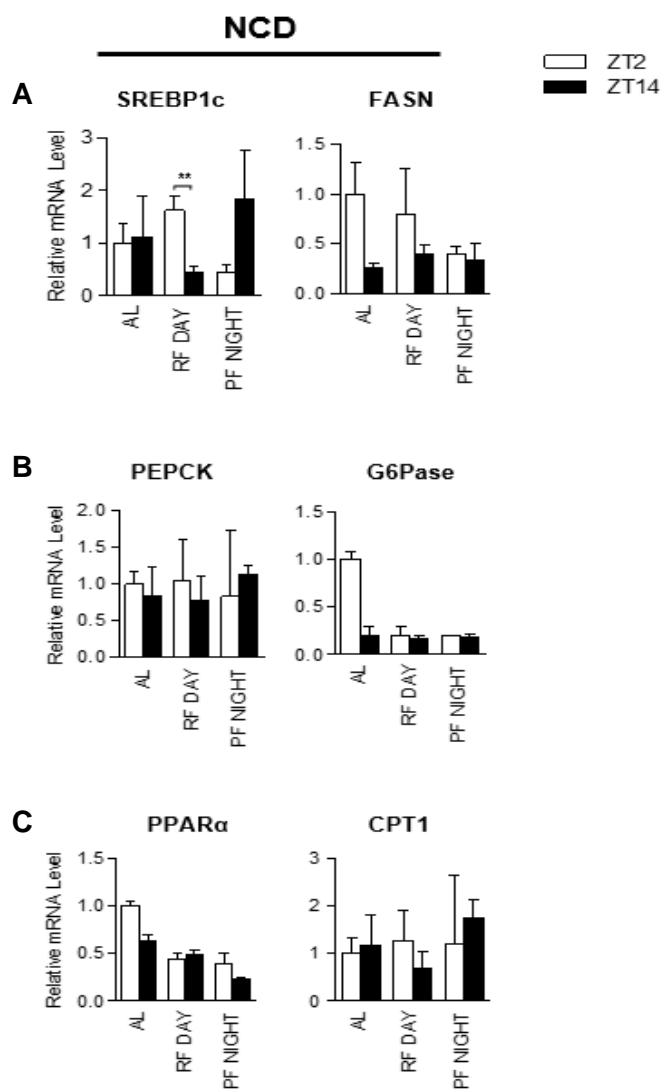 NCD
ZT2
ZT14
A
SREBP1c
FASN
Relative mRNA Level
3
2
1
0
**
AL
RF DAY
PF NIGHT
1.5
1.0
0.5
0.0
AL
RF DAY
PF NIGHT
B
PEPCK
G6Pase
Relative mRNA Level
2.0
1.5
1.0
0.5
0.0
AL
RF DAY
PF NIGHT
1.5
1.0
0.5
0.0
AL
RF DAY
PF NIGHT
C
PPARα
CPT1
Relative mRNA Level
1.5
1.0
0.5
0.0
AL
RF DAY
PF NIGHT
3
2
1
0
AL
RF DAY
PF NIGHT